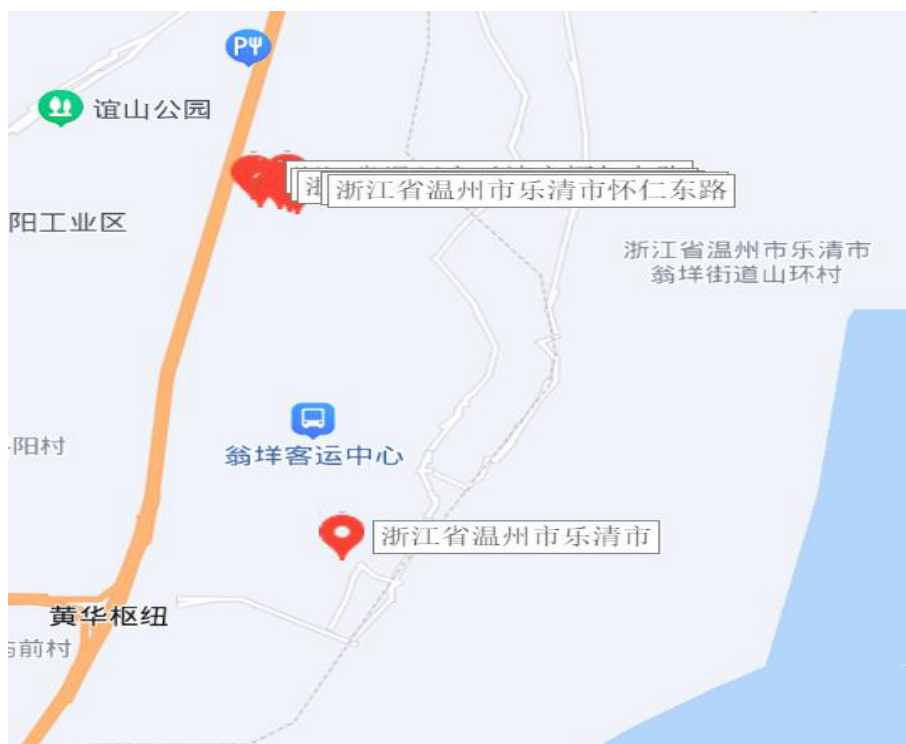 P
谊山公园
浙江省温州市乐清市怀仁东路
阳工业区
浙江省温州市乐清市
翁垟街道山环村
阳村
翁垟客运中心
浙江省温州市乐清市
黄华枢纽
前村